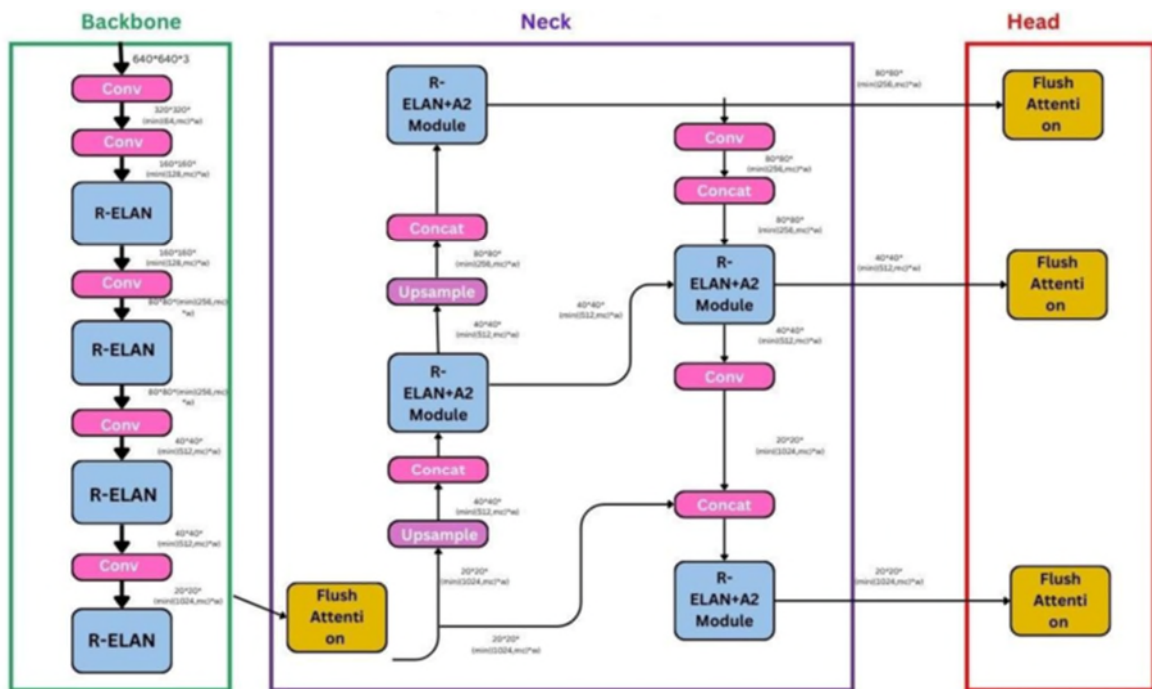 Backbone
640*640*3
Conv
320*320*
(min(64,mc)*w)
Conv
160*160*
(min(128,mc)*w)
R-ELAN
160*160*
(min(128,mc)*w)
Conv
80*80*(min(256,mc)
*w)
R-ELAN
80*80*(min(256,mc)
*w)
Conv
40*40*
(min(512,mc)*w)
R-ELAN
40*40*
(min(512,mc)*w)
Conv
20*20*
(min(1024,mc)*w)
R-ELAN
Neck
R-
ELAN+A2
Module
Concat
80*80*
(min(256,mc)*w)
Upsample
40*40*
(min(512,mc)*w)
R-
ELAN+A2
Module
Concat
40*40*
(min(512,mc)*w)
Upsample
20*20*
(min(1024,mc)*w)
Flush
Attenti
on
20*20*
(min(1024,mc)*w)
40*40*
(min(512,mc)*w)
Conv
80*80*
(min(256,mc)*w)
Concat
80*80*
(min(256,mc)*w)
R-
ELAN+A2
Module
40*40*
(min(512,mc)*w)
Conv
20*20*
(min(1024,mc)*w)
Concat
R-
ELAN+A2
Module
80*80*
(min(256,mc)*w)
40*40*
(min(512,mc)*w)
20*20*
(min(1024,mc)*w)
Head
Flush
Attenti
on
Flush
Attenti
on
Flush
Attenti
on